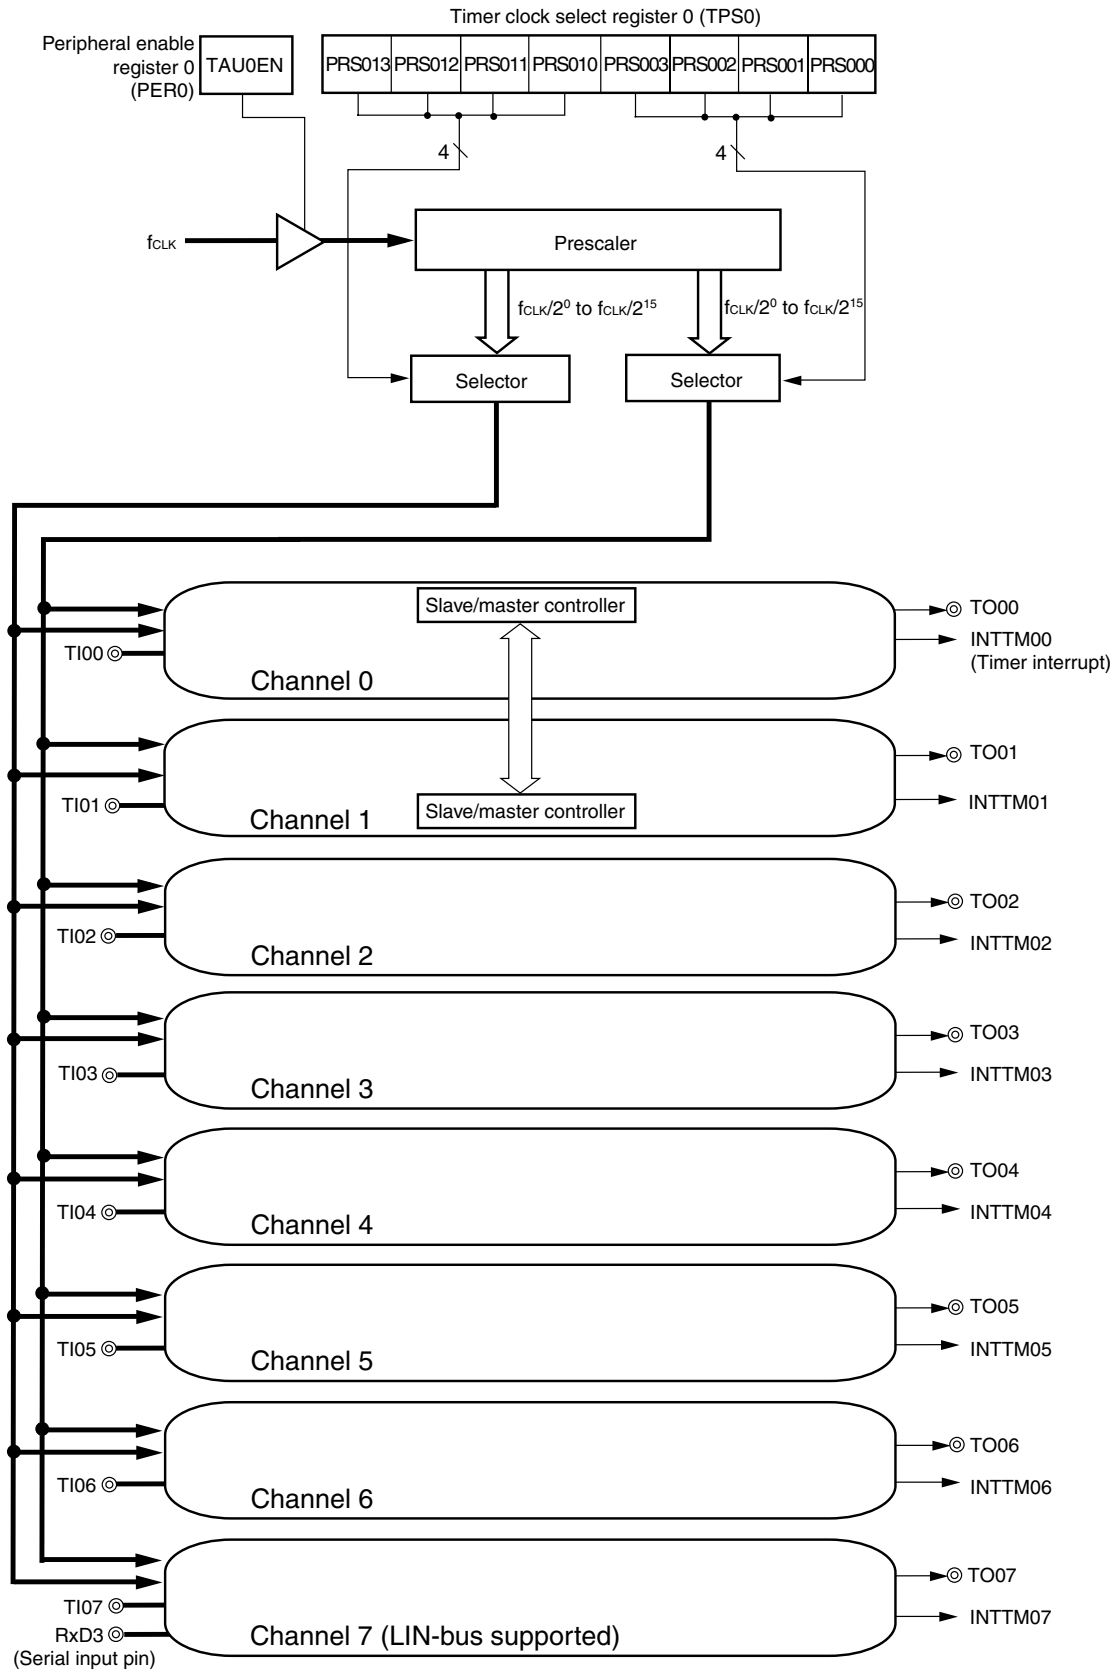 Timer clock select register 0 (TPS0)
Peripheral enable
register 0
(PER0)
TAU0EN
PRS013 PRS012 PRS011 PRS010 PRS003 PRS002 PRS001 PRS000
4
4
fCLK
Prescaler
fCLK/2⁰ to fCLK/2¹⁵
fCLK/2⁰ to fCLK/2¹⁵
Selector
Selector
Slave/master controller
TO00
INTTM00
(Timer interrupt)
TI00
Channel 0
TO01
INTTM01
TI01
Slave/master controller
Channel 1
TO02
TI02
INTTM02
Channel 2
TO03
TI03
INTTM03
Channel 3
TO04
TI04
INTTM04
Channel 4
TO05
TI05
INTTM05
Channel 5
TO06
TI06
INTTM06
Channel 6
TO07
TI07
INTTM07
RxD3
(Serial input pin)
Channel 7 (LIN-bus supported)